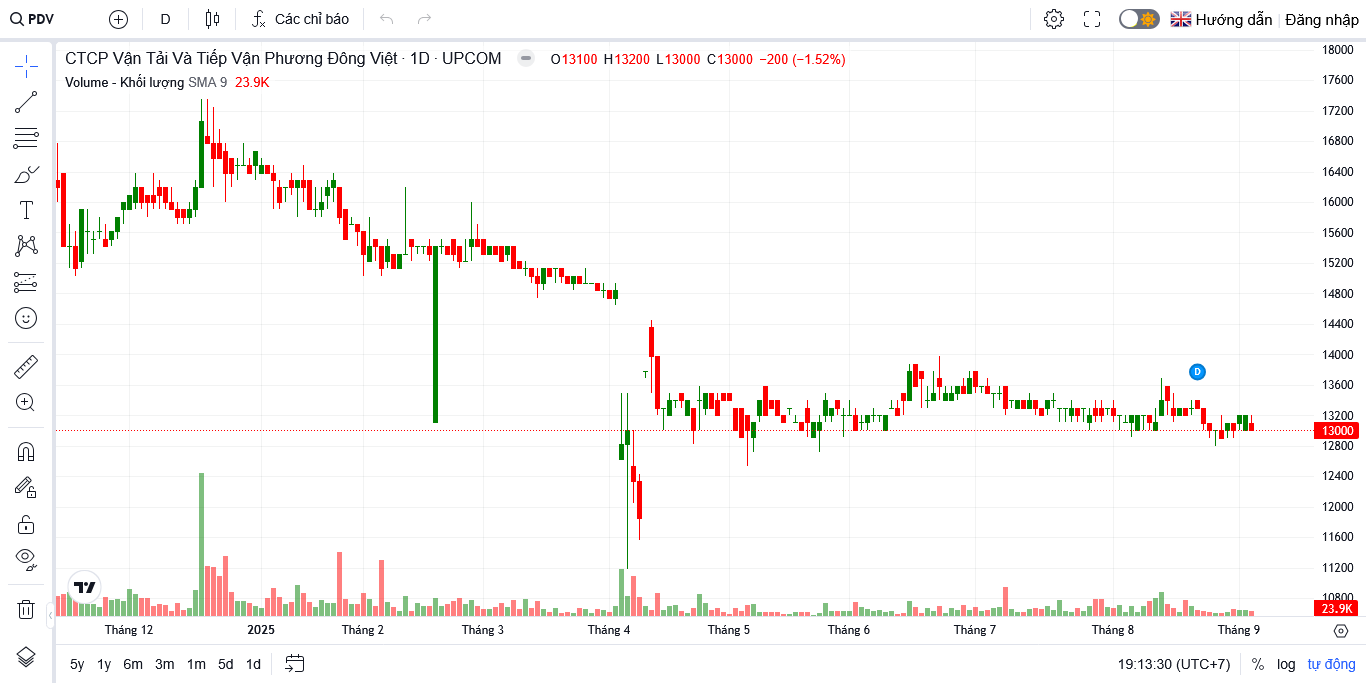 PDV D Các chỉ báo Hướng dẫn Đăng nhập
CTCP Vận Tải Và Tiếp Vận Phương Đông Việt · 1D · UPCOM O13100 H13200 L13000 C13000 −200 (−1.52%)
Volume - Khối lượng SMA 9 23.9K
18000
17600
17200
16800
16400
16000
15600
15200
14800
14400
14000
D
13600
13200
13000
12800
12400
12000
11600
11200
10800
23.9K
Tháng 12 2025 Tháng 2 Tháng 3 Tháng 4 Tháng 5 Tháng 6 Tháng 7 Tháng 8 Tháng 9
5y 1y 6m 3m 1m 5d 1d 19:13:30 (UTC+7) % log tự động